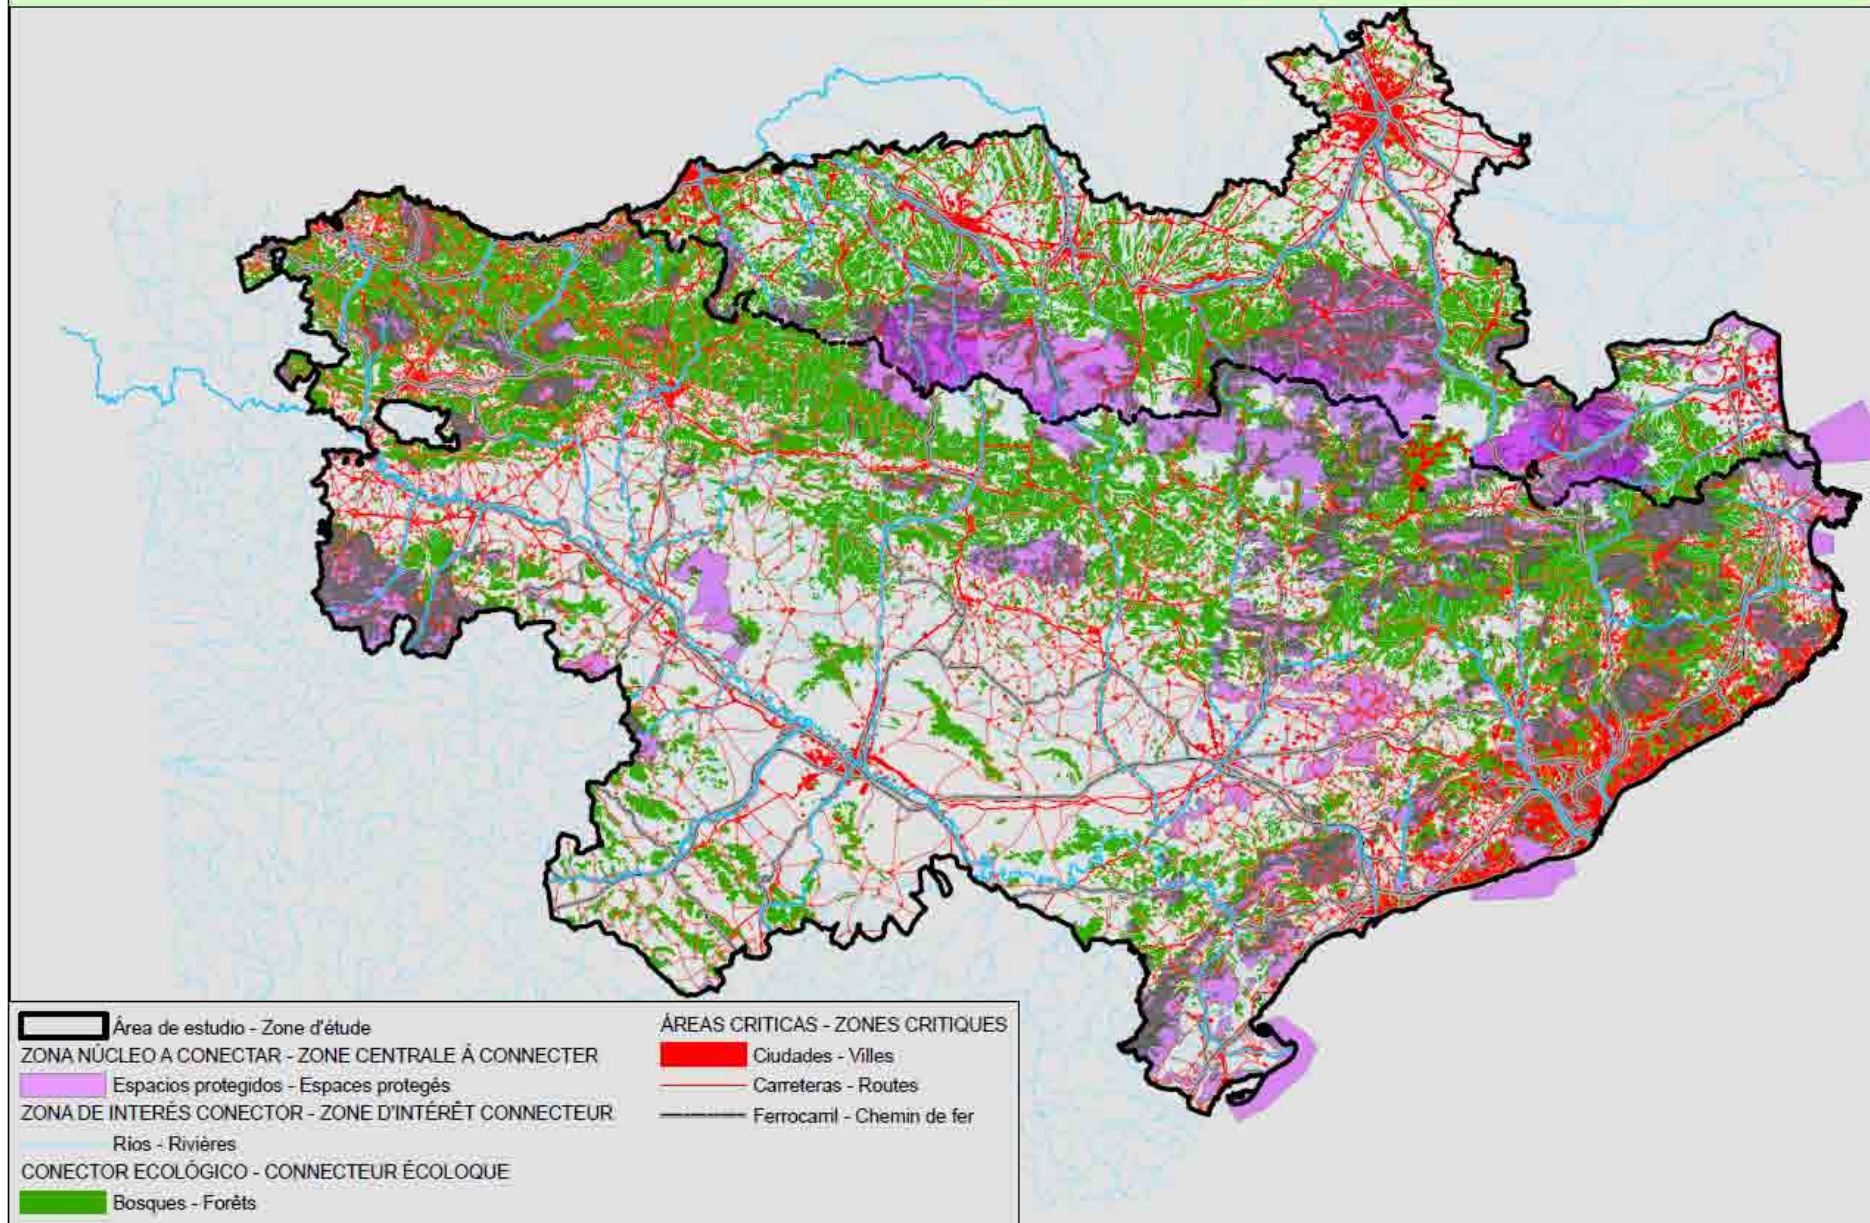 Área de estudio - Zone d'étude
ZONA NÚCLEO A CONECTAR - ZONE CENTRALE Á CONNECTER
Espacios protegidos - Espaces protegés
ZONA DE INTERÉS CONECTOR - ZONE D'INTÉRÊT CONNECTEUR
Ríos - Rivières
CONECTOR ECOLÓGICO - CONNECTEUR ÉCOLOQUE
Bosques - Forêts
ÁREAS CRITICAS - ZONES CRITIQUES
Ciudades - Villes
Carreteras - Routes
Ferrocarril - Chemin de fer